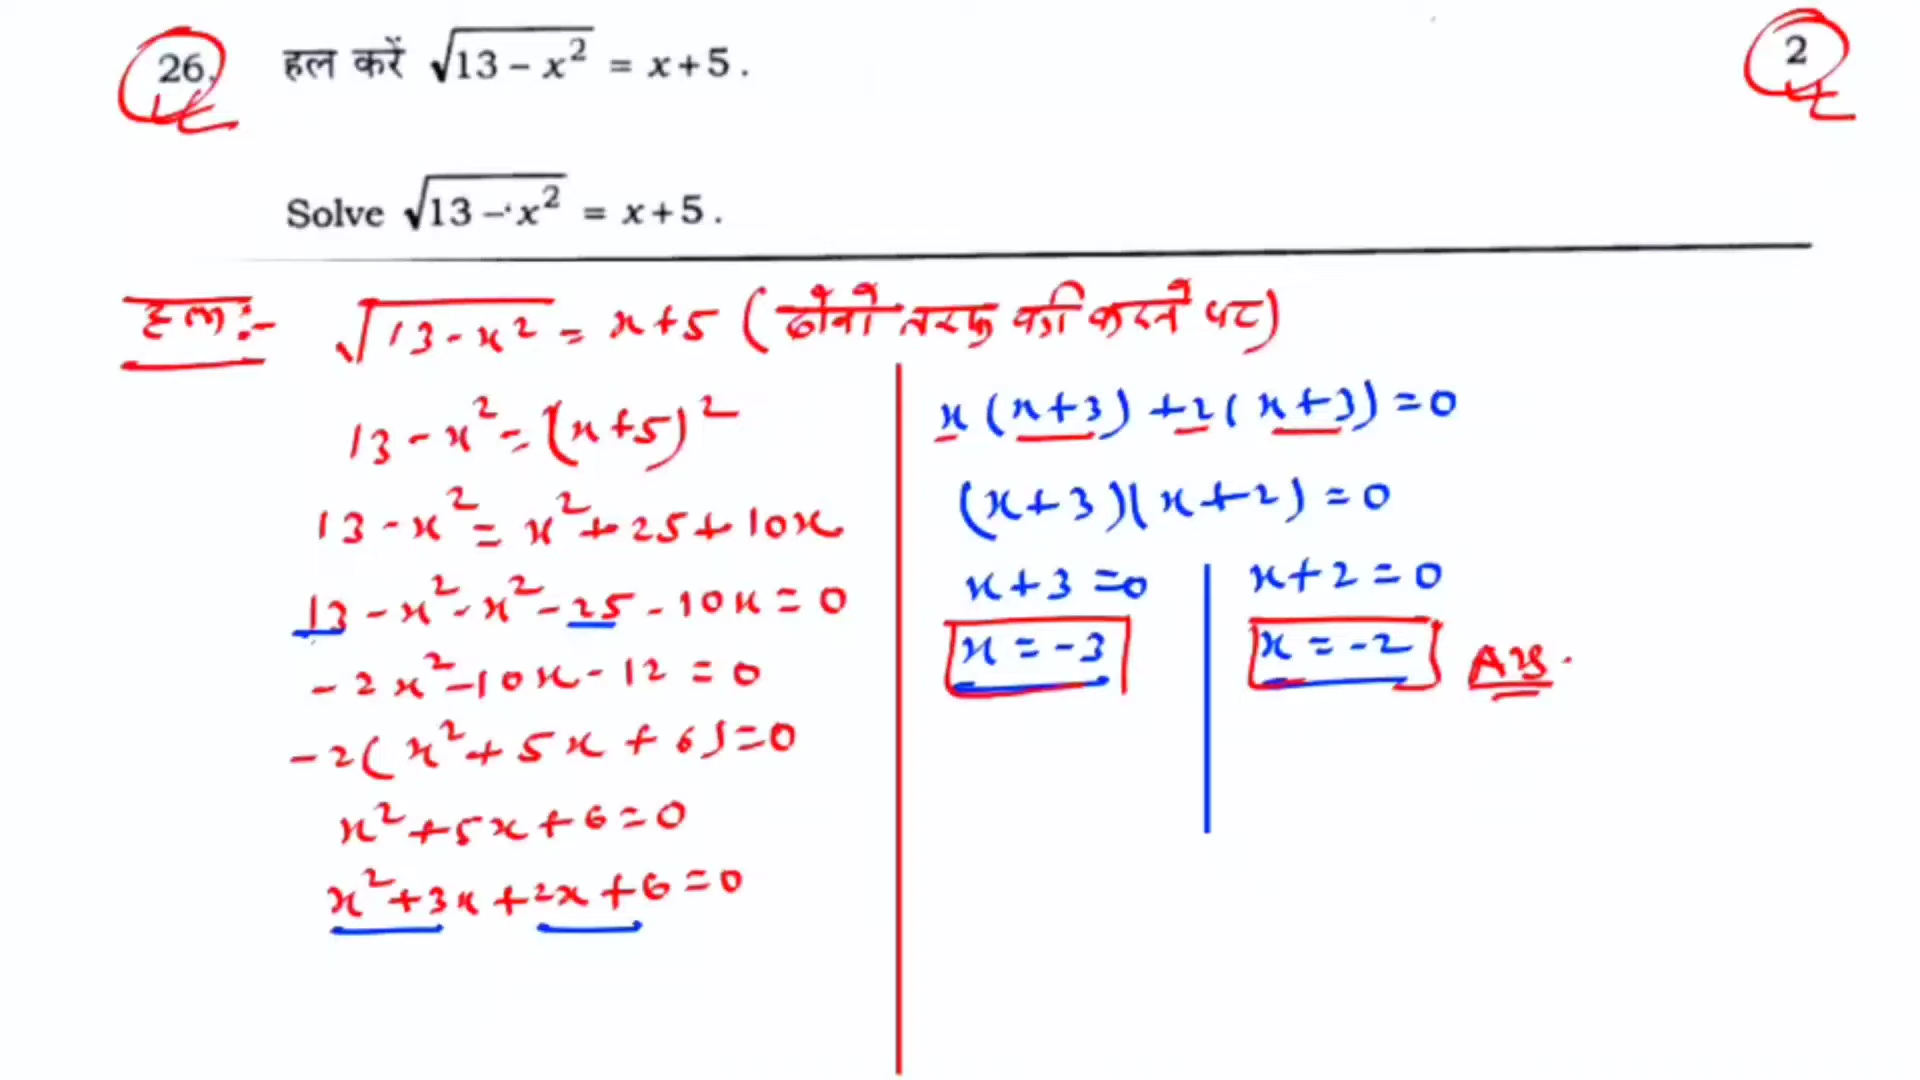 26. हल करें √13 – x² = x + 5 .
2
Solve √13 – x² = x + 5 .
हल :- √13 - x² = x + 5 (दोनो तरफ वर्ग करने पर)
13 - x² = (x + 5)²
13 - x² = x² + 25 + 10x
13 - x² - x² - 25 - 10x = 0
- 2x² - 10x - 12 = 0
- 2(x² + 5x + 6) = 0
x² + 5x + 6 = 0
x² + 3x + 2x + 6 = 0
x(x + 3) + 2(x + 3) = 0
(x + 3)(x + 2) = 0
x + 3 = 0
x = -3
x + 2 = 0
x = -2 Ans.